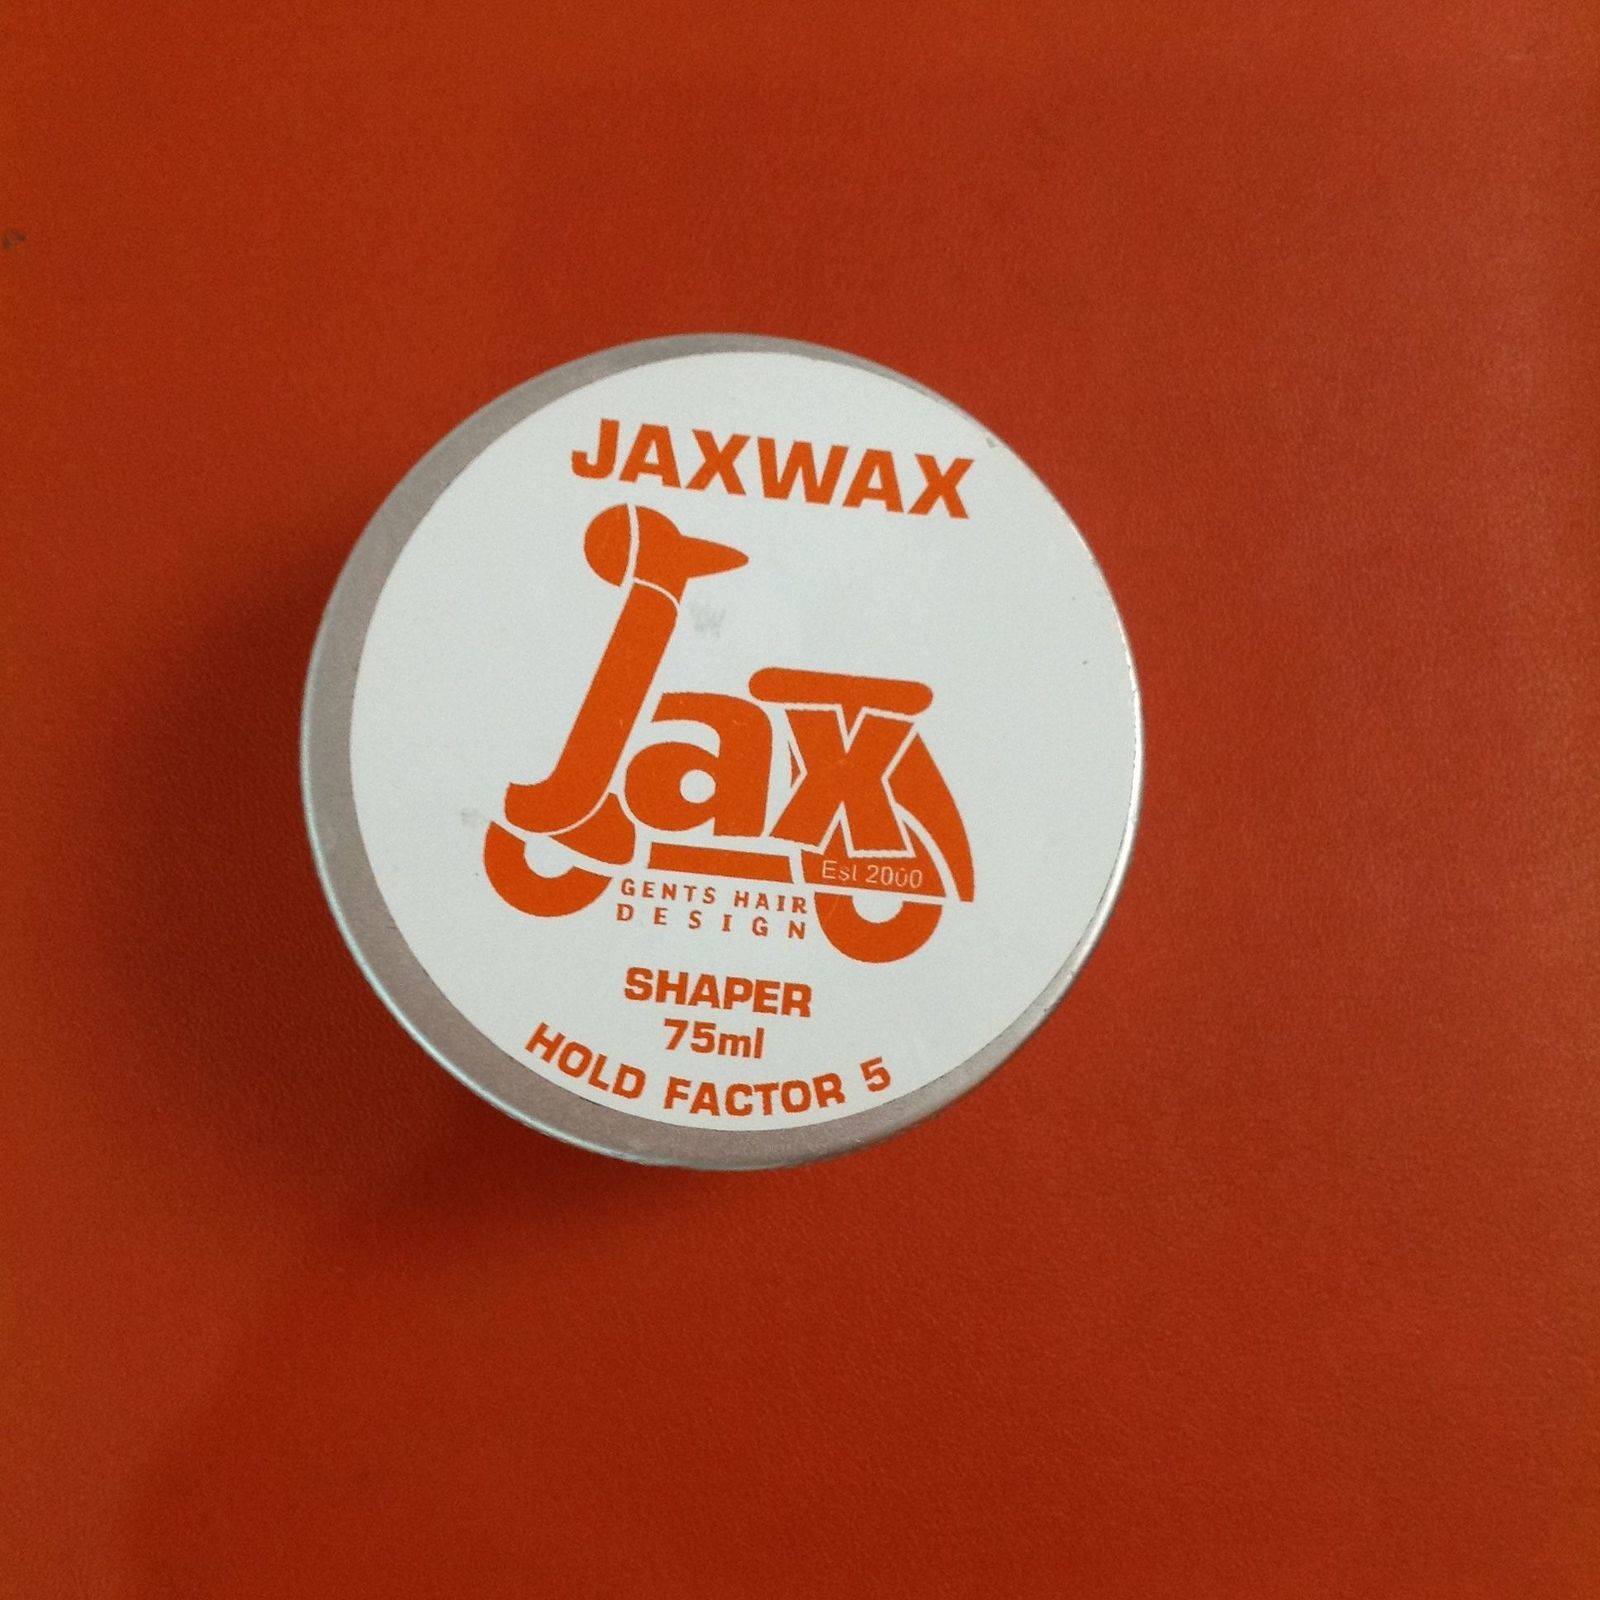 JAXWAX
Jax
Est 2000
GENTS HAIR
DESIGN
SHAPER
75ml
HOLD FACTOR 5